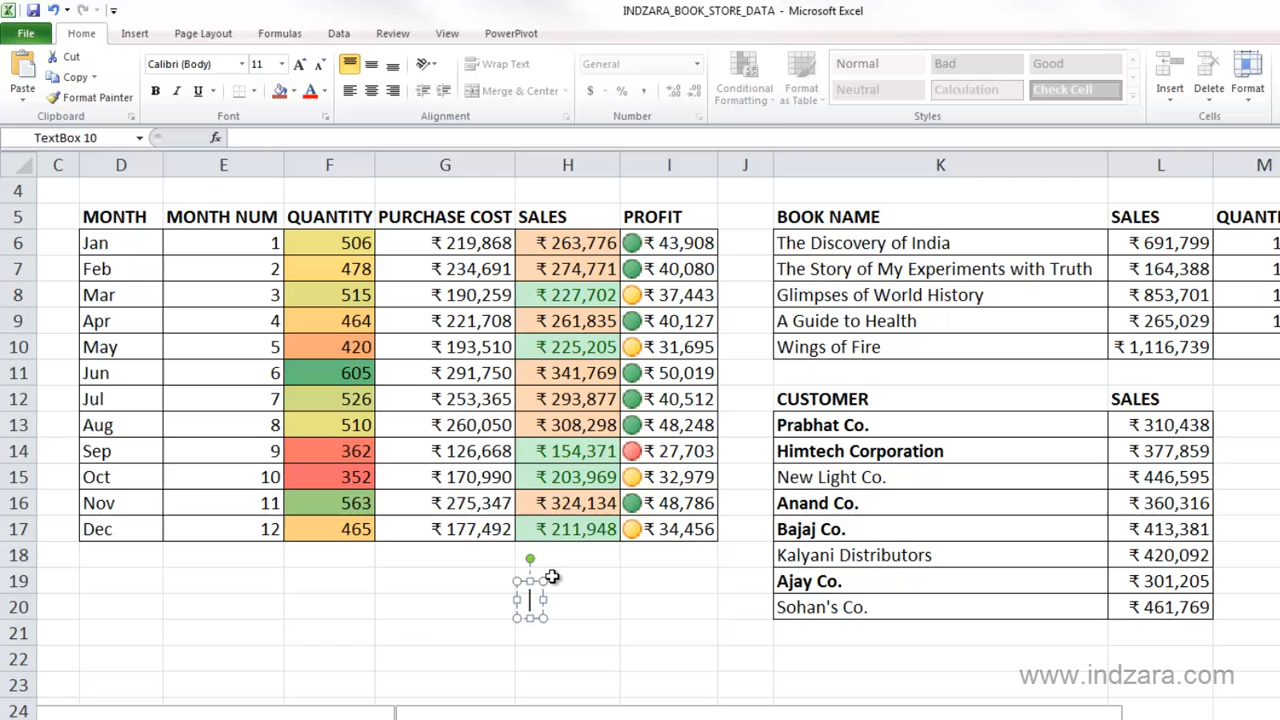 INDZARA_BOOK_STORE_DATA - Microsoft Excel
File Home Insert Page Layout Formulas Data Review View PowerPivot
Cut
Copy
Format Painter
Paste
Clipboard
Calibri (Body) 11
B I U
Font
Wrap Text
Merge & Center
Alignment
General
$ % ,
Number
Conditional Formatting
Format as Table
Normal Bad Good
Neutral Calculation Check Cell
Styles
Insert Delete Format
Cells
TextBox 10 fx
C D E F G H I J K L M
4
5 MONTH MONTH NUM QUANTITY PURCHASE COST SALES PROFIT BOOK NAME SALES
6 Jan 1 506 ₹ 219,868 ₹ 263,776 ₹ 43,908 The Discovery of India ₹ 691,799
7 Feb 2 478 ₹ 234,691 ₹ 274,771 ₹ 40,080 The Story of My Experiments with Truth ₹ 164,388
8 Mar 3 515 ₹ 190,259 ₹ 227,702 ₹ 37,443 Glimpses of World History ₹ 853,701
9 Apr 4 464 ₹ 221,708 ₹ 261,835 ₹ 40,127 A Guide to Health ₹ 265,029
10 May 5 420 ₹ 193,510 ₹ 225,205 ₹ 31,695 Wings of Fire ₹ 1,116,739
11 Jun 6 605 ₹ 291,750 ₹ 341,769 ₹ 50,019
12 Jul 7 526 ₹ 253,365 ₹ 293,877 ₹ 40,512 CUSTOMER SALES
13 Aug 8 510 ₹ 260,050 ₹ 308,298 ₹ 48,248 Prabhat Co. ₹ 310,438
14 Sep 9 362 ₹ 126,668 ₹ 154,371 ₹ 27,703 Himtech Corporation ₹ 377,859
15 Oct 10 352 ₹ 170,990 ₹ 203,969 ₹ 32,979 New Light Co. ₹ 446,595
16 Nov 11 563 ₹ 275,347 ₹ 324,134 ₹ 48,786 Anand Co. ₹ 360,316
17 Dec 12 465 ₹ 177,492 ₹ 211,948 ₹ 34,456 Bajaj Co. ₹ 413,381
18 Kalyani Distributors ₹ 420,092
19 Ajay Co. ₹ 301,205
20 Sohan's Co. ₹ 461,769
21
22
23
24
www.indzara.com